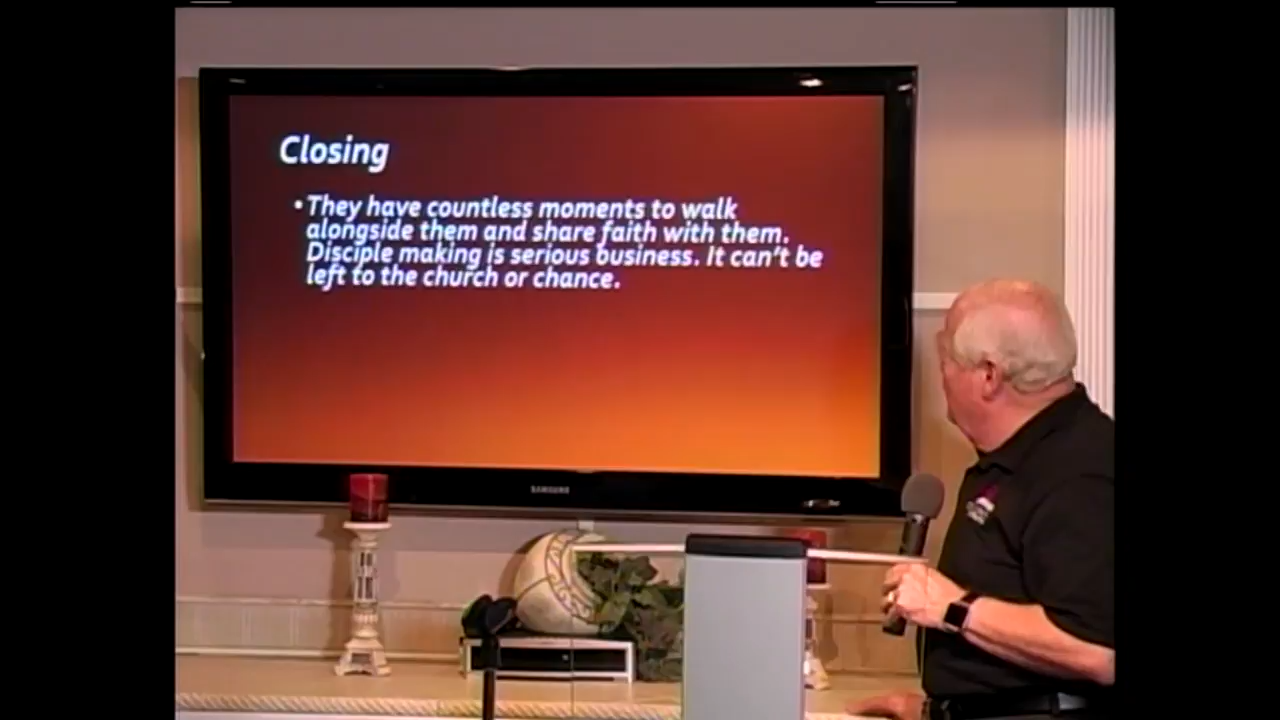 Closing
• They have countless moments to walk
alongside them and share faith with them.
Disciple making is serious business. It can't be
left to the church or chance.
SAMSUNG